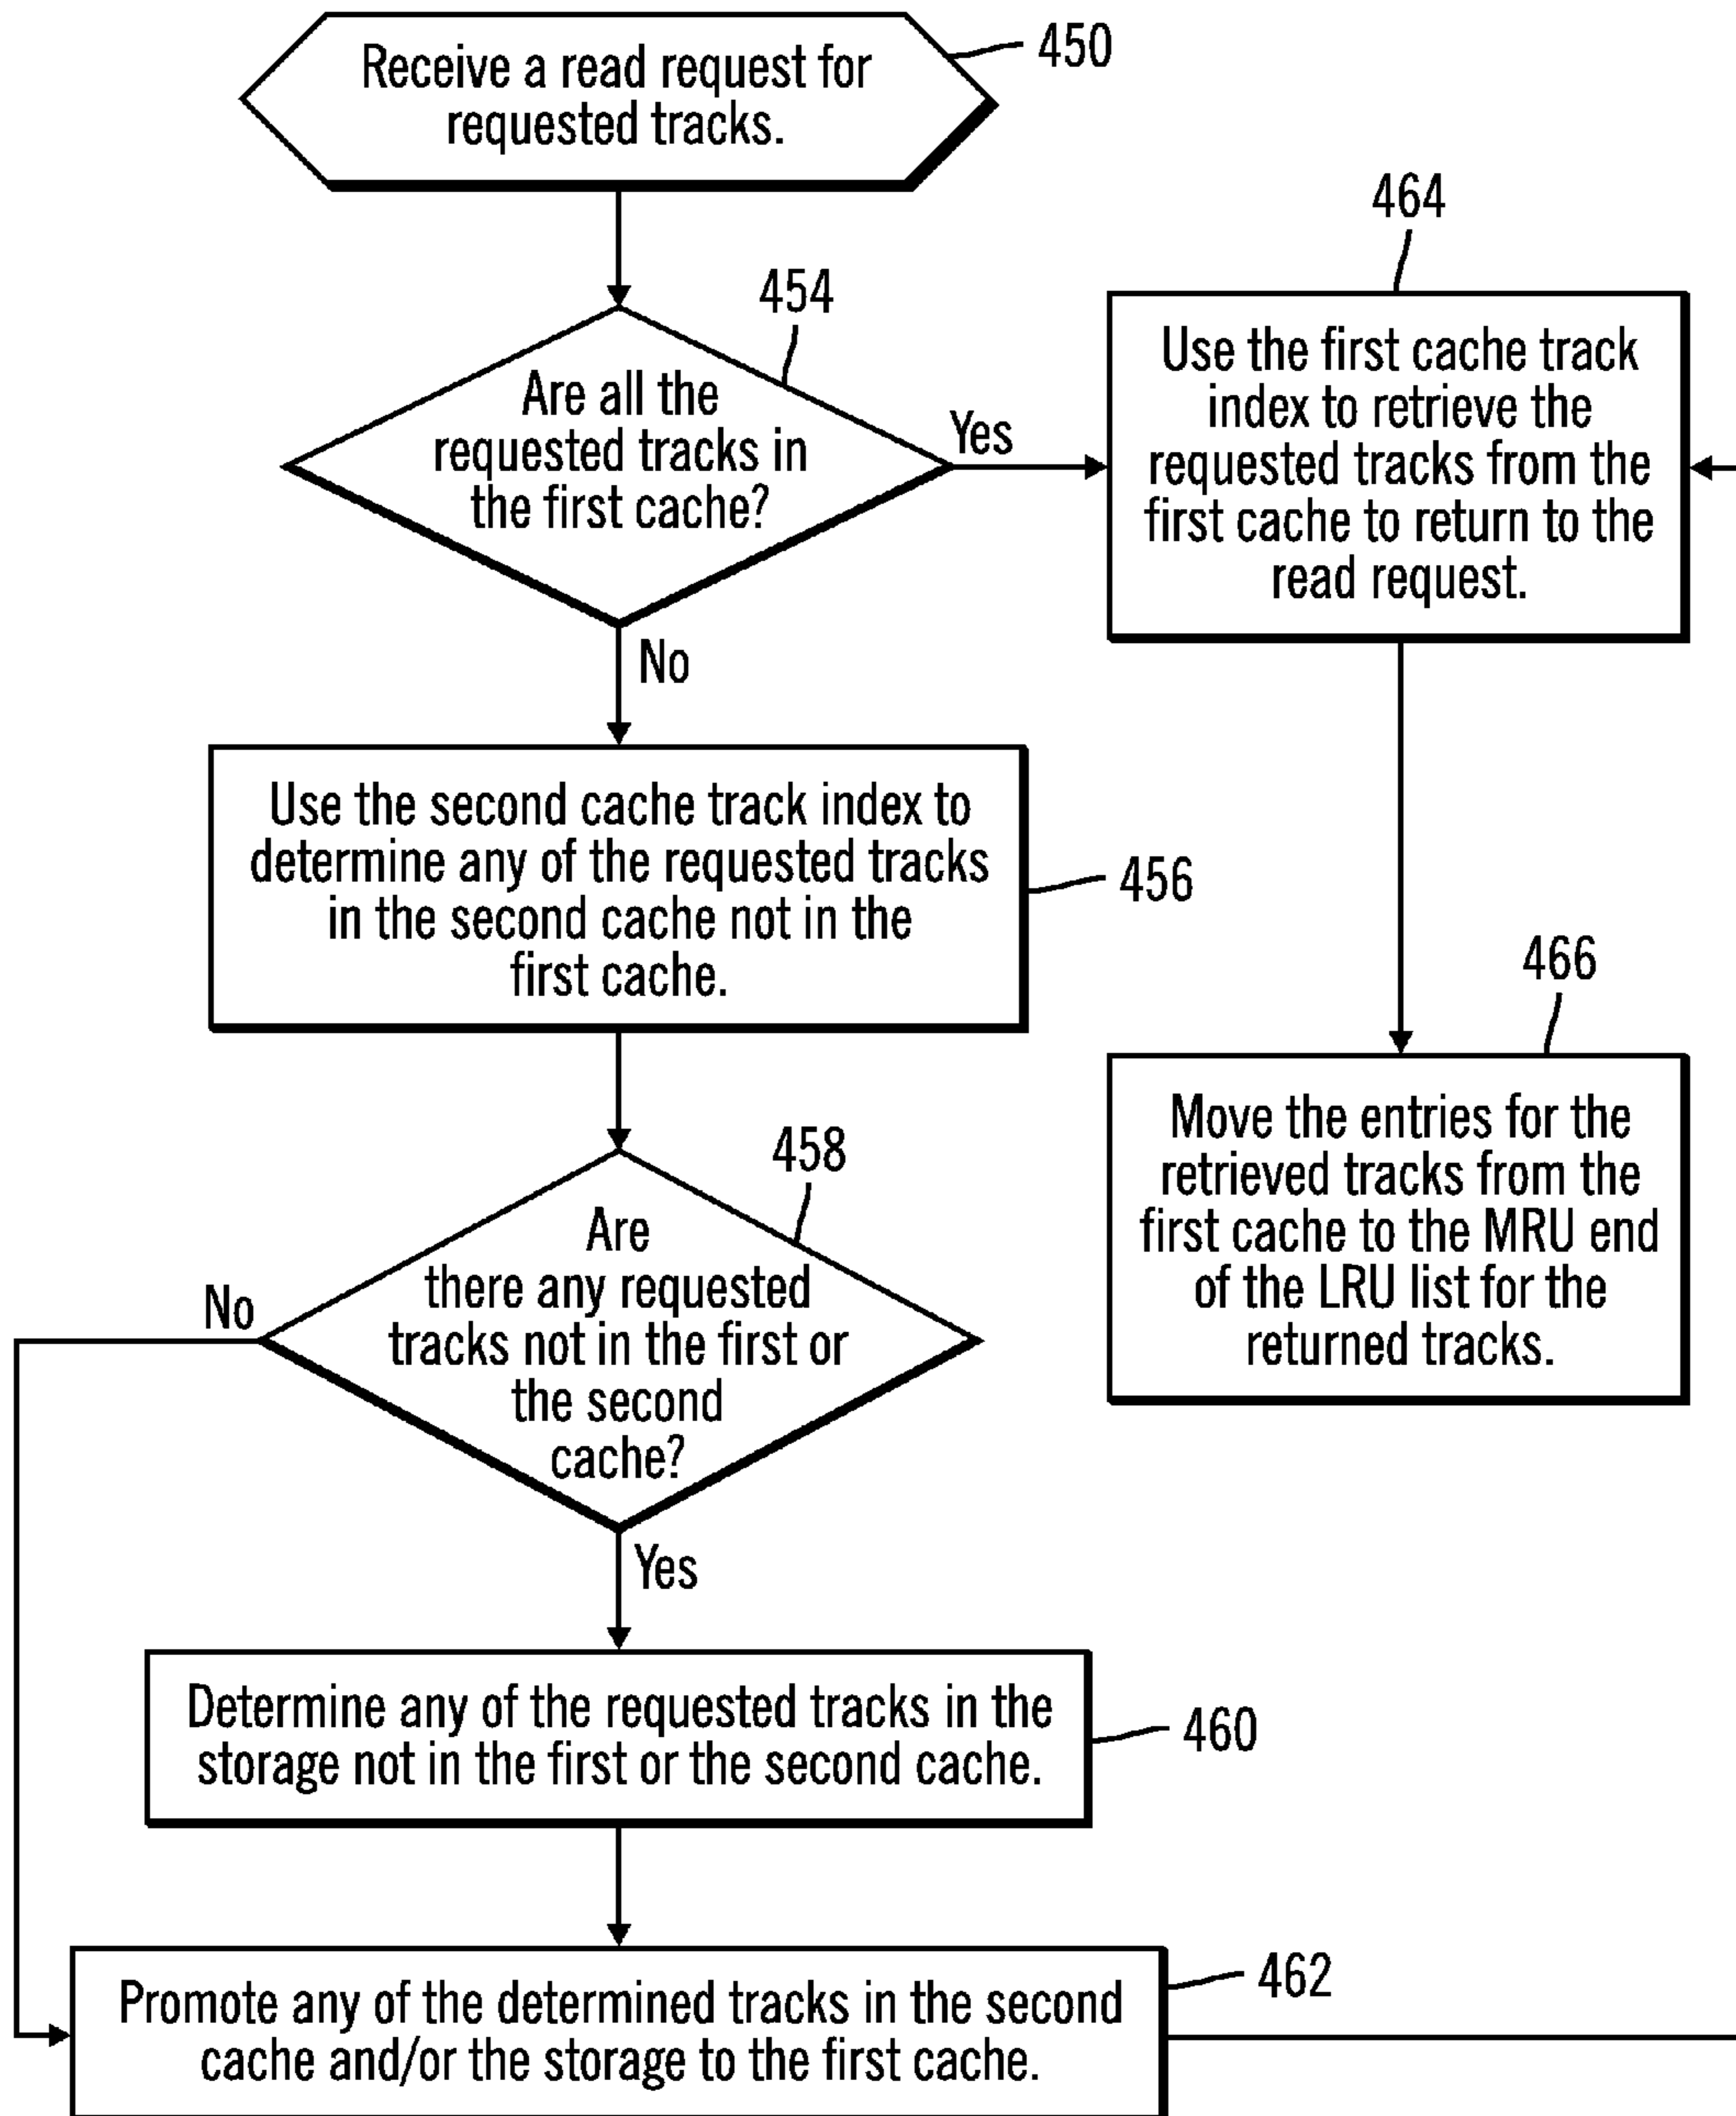 Receive a read request for
requested tracks.
450
454
Are all the
requested tracks in
the first cache?
Yes
No
464
Use the first cache track
index to retrieve the
requested tracks from the
first cache to return to the
read request.
Use the second cache track index to
determine any of the requested tracks
in the second cache not in the
first cache.
456
466
Move the entries for the
retrieved tracks from the
first cache to the MRU end
of the LRU list for the
returned tracks.
458
Are
there any requested
tracks not in the first or
the second
cache?
No
Yes
Determine any of the requested tracks in the
storage not in the first or the second cache.
460
Promote any of the determined tracks in the second
cache and/or the storage to the first cache.
462